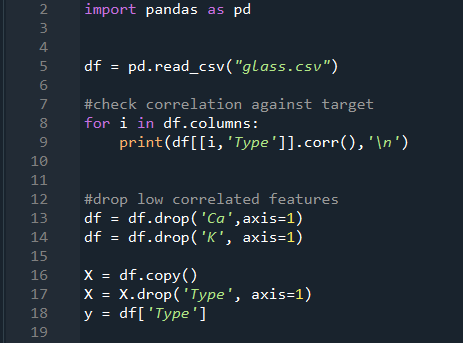 2 import pandas as pd
3
4
5 df = pd.read_csv("glass.csv")
6
7 #check correlation against target
8 for i in df.columns:
9     print(df[[i,'Type']].corr(),'\n')
10
11
12 #drop low correlated features
13 df = df.drop('Ca',axis=1)
14 df = df.drop('K', axis=1)
15
16 X = df.copy()
17 X = X.drop('Type', axis=1)
18 y = df['Type']
19